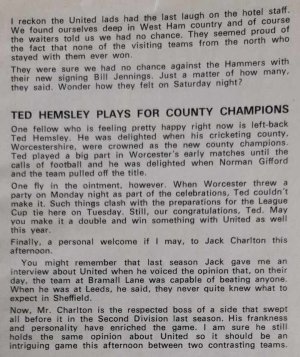 I reckon the United lads had the last laugh on the hotel staff.
We found ourselves deep in West Ham country and of course
the waiters told us we had no chance. They seemed proud of
the fact that none of the visiting teams from the north who
stayed with them ever won.
They were sure we had no chance against the Hammers with
their new signing Bill Jennings. Just a matter of how many,
they said. Wonder how they felt on Saturday night?
TED HEMSLEY PLAYS FOR COUNTY CHAMPIONS
One fellow who is feeling pretty happy right now is left-back
Ted Hemsley. He was delighted when his cricketing county,
Worcestershire, were crowned as the new county champions.
Ted played a big part in Worcester's early matches until the
calls of football and he was delighted when Norman Gifford
and the team pulled off the title.
One fly in the ointment, however. When Worcester threw a
party on Monday night as part of the celebrations, Ted couldn't
make it. Such things clash with the preparations for the League
Cup tie here on Tuesday. Still, our congratulations, Ted. May
you make it a double and win something with United as well
this year.
Finally, a personal welcome if I may, to Jack Charlton this
afternoon.
You might remember that last season Jack gave me an
interview about United when he voiced the opinion that, on their
day, the team at Bramall Lane was capable of beating anyone.
When he was at Leeds, he said, they never quite knew what to
expect in Sheffield.
Now, Mr. Charlton is the respected boss of a side that swept
all before it in the Second Division last season. His frankness
and personality have enriched the game. I am sure he still
holds the same opinion about United so it should be an
intriguing game this afternoon between two contrasting teams.